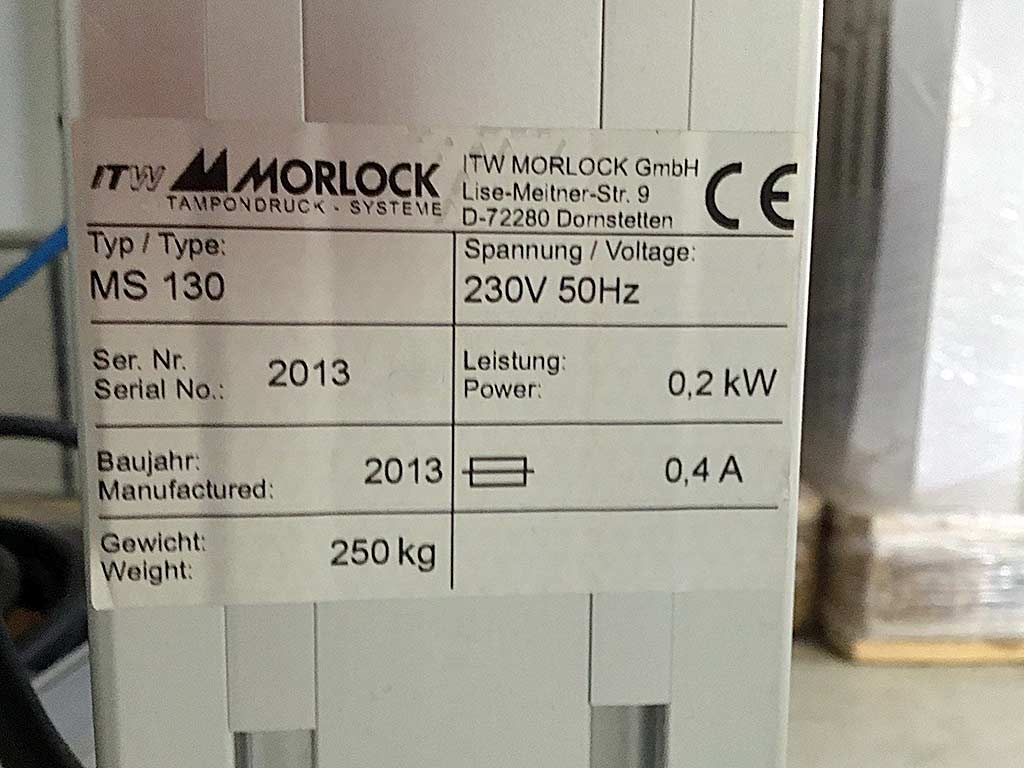 ITW MORLOCK
TAMPONDRUCK - SYSTEME
ITW MORLOCK GmbH
Lise-Meitner-Str. 9
D-72280 Dornstetten
CE
Typ / Type:
MS 130
Spannung / Voltage:
230V 50Hz
Ser. Nr.
Serial No.: 2013
Leistung:
Power: 0,2 kW
Baujahr:
Manufactured: 2013
0,4 A
Gewicht:
Weight: 250 kg